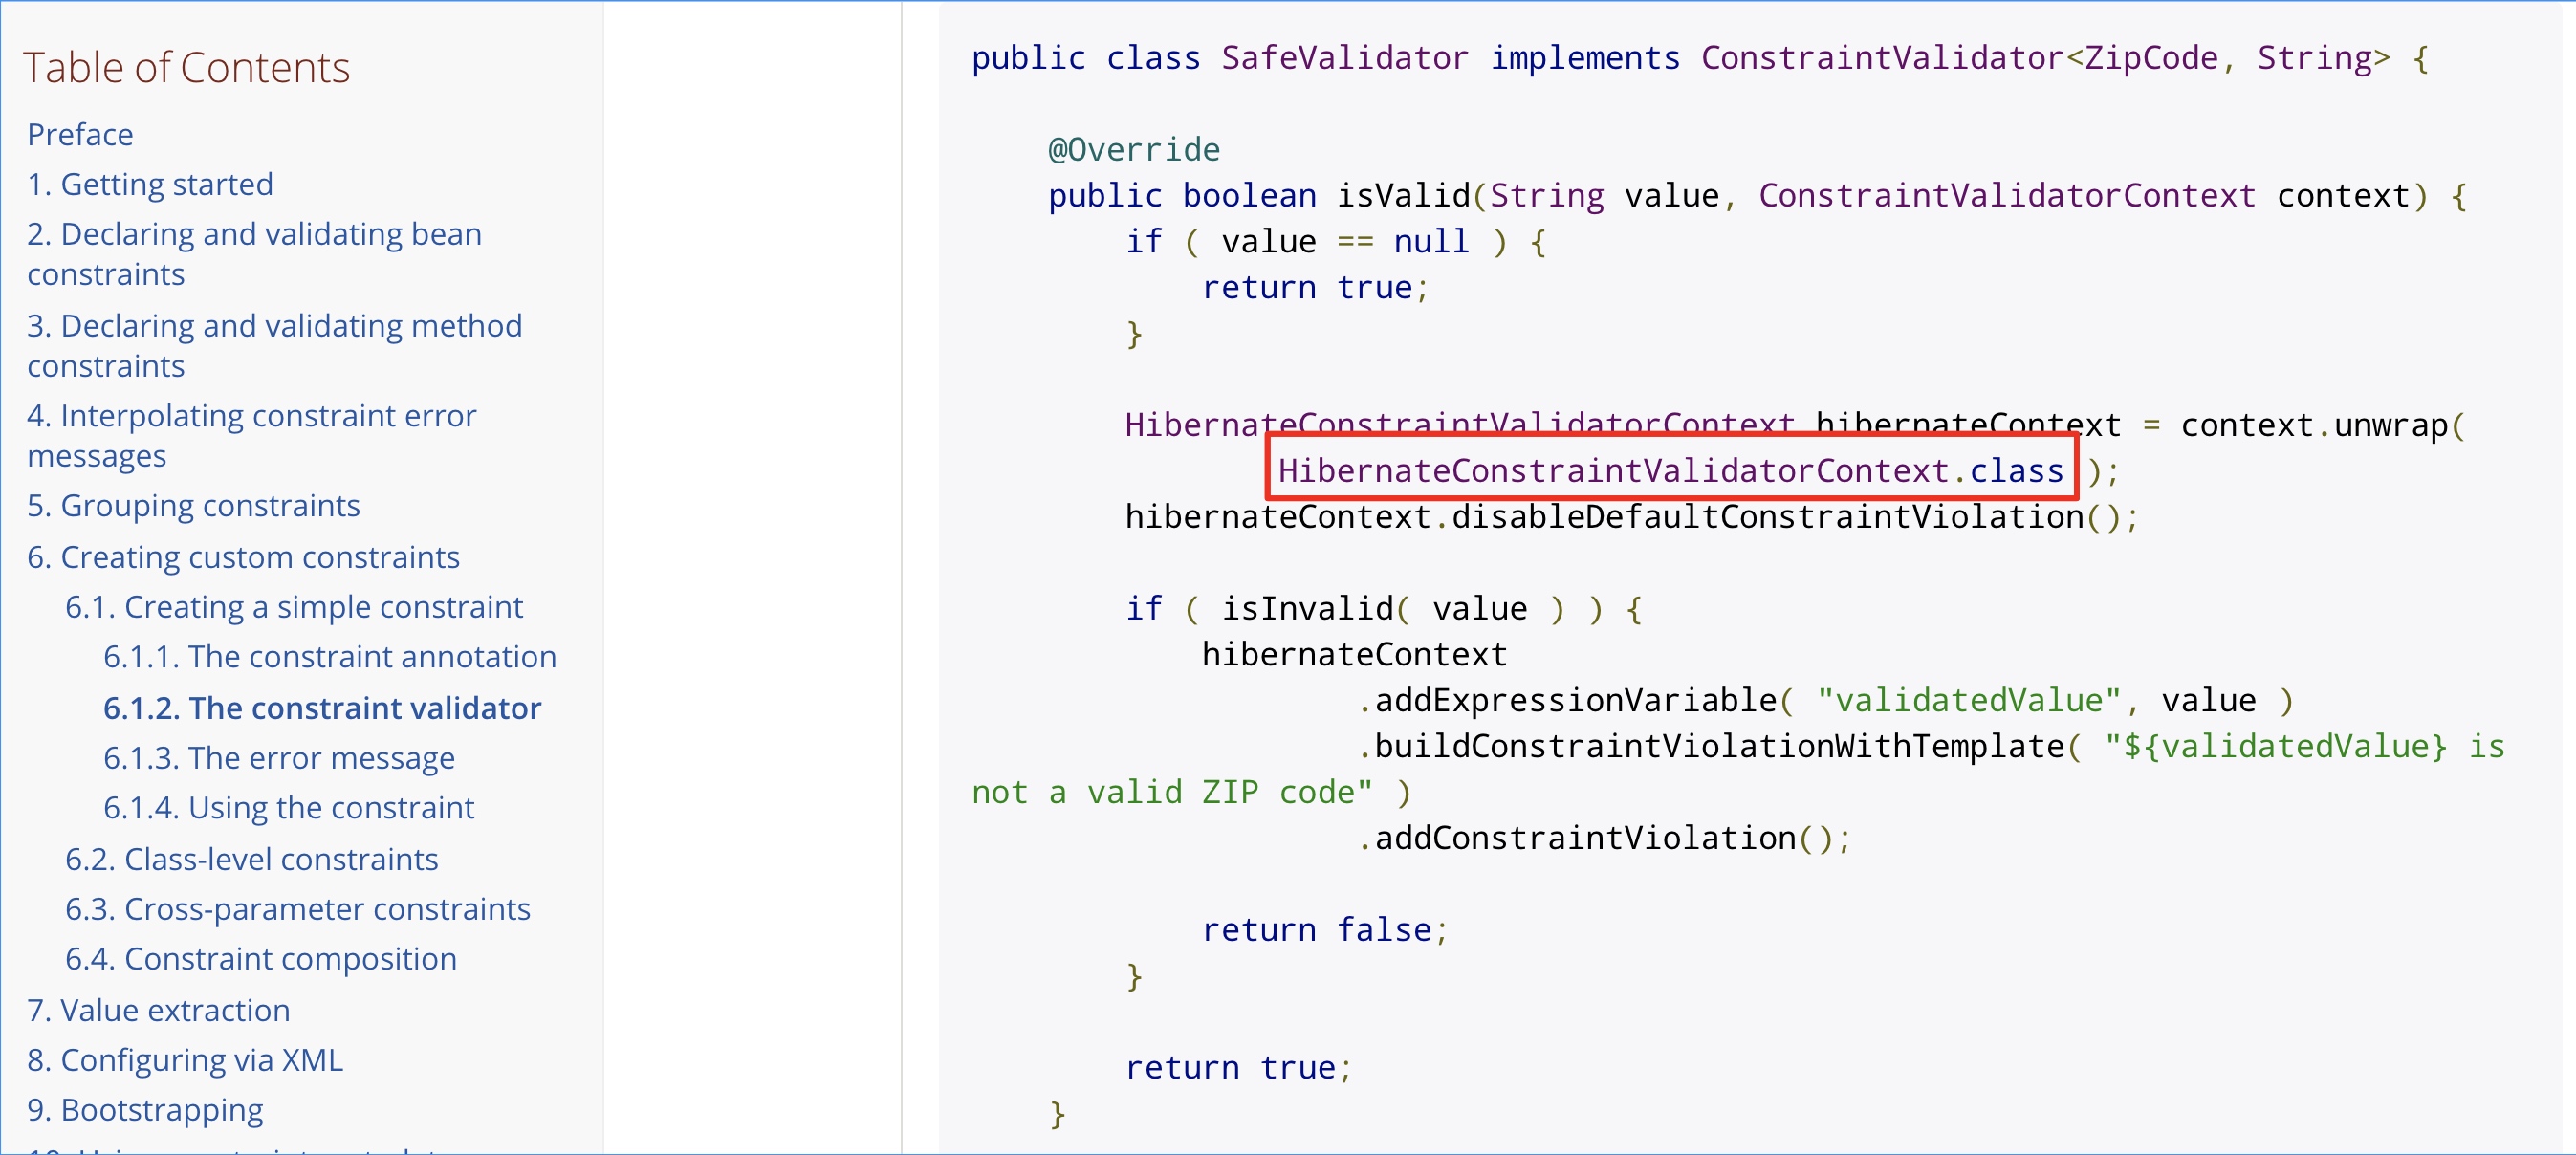 Table of Contents
Preface
1. Getting started
2. Declaring and validating bean
constraints
3. Declaring and validating method
constraints
4. Interpolating constraint error
messages
5. Grouping constraints
6. Creating custom constraints
6.1. Creating a simple constraint
6.1.1. The constraint annotation
6.1.2. The constraint validator
6.1.3. The error message
6.1.4. Using the constraint
6.2. Class-level constraints
6.3. Cross-parameter constraints
6.4. Constraint composition
7. Value extraction
8. Configuring via XML
9. Bootstrapping
public class SafeValidator implements ConstraintValidator<ZipCode, String> {
@Override
public boolean isValid(String value, ConstraintValidatorContext context) {
if ( value == null ) {
return true;
}
HibernateConstraintValidatorContext hibernateContext = context.unwrap(
HibernateConstraintValidatorContext.class );
hibernateContext.disableDefaultConstraintViolation();
if ( isInvalid( value ) ) {
hibernateContext
.addExpressionVariable( "validatedValue", value )
.buildConstraintViolationWithTemplate( "${validatedValue} is
not a valid ZIP code" )
.addConstraintViolation();
return false;
}
return true;
}